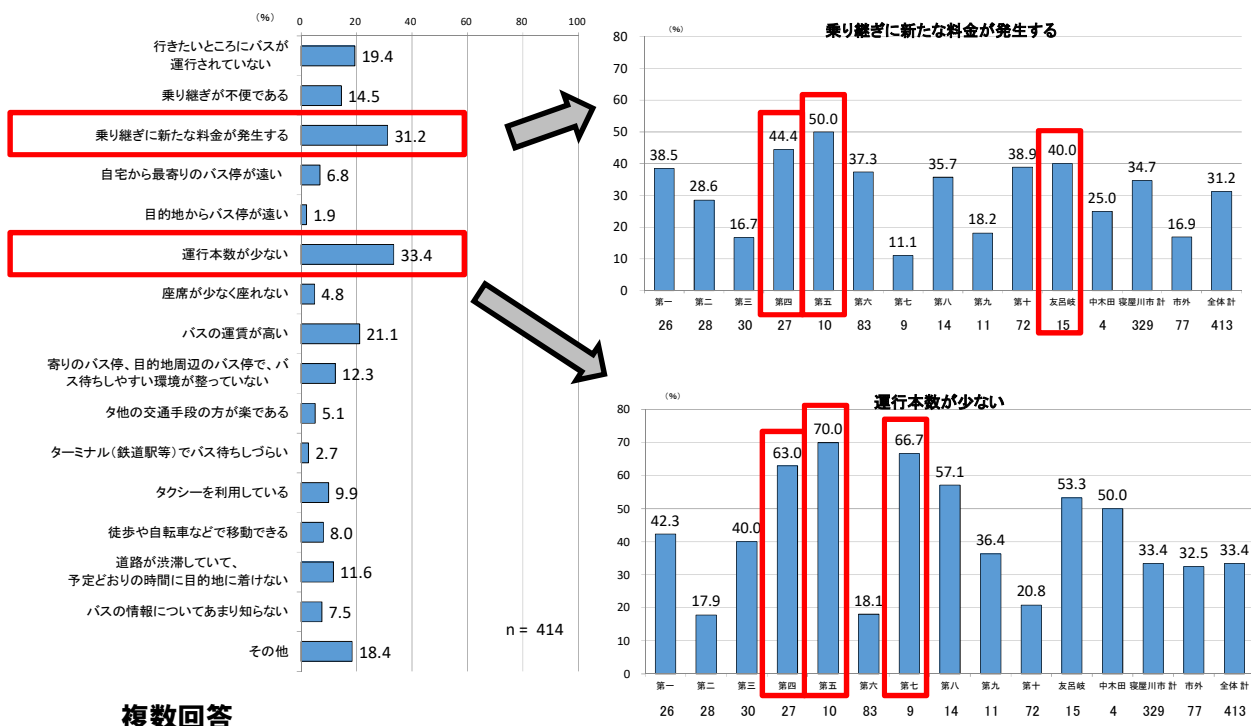 (%)
0 20 40 60 80 100
行きたいところにバスが
運行されていない
19.4
乗り継ぎが不便である
14.5
乗り継ぎに新たな料金が発生する
31.2
自宅から最寄りのバス停が遠い
6.8
目的地からバス停が遠い
1.9
運行本数が少ない
33.4
座席が少なく座れない
4.8
バスの運賃が高い
21.1
寄りのバス停、目的地周辺のバス停で、バ
ス待ちしやすい環境が整っていない
12.3
タ他の交通手段の方が楽である
5.1
ターミナル(鉄道駅等)でバス待ちしづらい
2.7
タクシーを利用している
9.9
徒歩や自転車などで移動できる
8.0
道路が渋滞していて、
予定どおりの時間に目的地に着けない
11.6
バスの情報についてあまり知らない
7.5
その他
18.4
n = 414
複数回答
乗り継ぎに新たな料金が発生する
(%)
80
70
60
50
40
30
20
10
0
38.5 28.6 16.7 44.4 50.0 37.3 11.1 35.7 18.2 38.9 40.0 25.0 34.7 16.9 31.2
第一 第二 第三 第四 第五 第六 第七 第八 第九 第十 友呂岐 中木田 寝屋川市 計 市外 全体 計
26 28 30 27 10 83 9 14 11 72 15 4 329 77 413
運行本数が少ない
(%)
80
70
60
50
40
30
20
10
0
42.3 17.9 40.0 63.0 70.0 18.1 66.7 57.1 36.4 20.8 53.3 50.0 33.4 32.5 33.4
第一 第二 第三 第四 第五 第六 第七 第八 第九 第十 友呂岐 中木田 寝屋川市 計 市外 全体 計
26 28 30 27 10 83 9 14 11 72 15 4 329 77 413